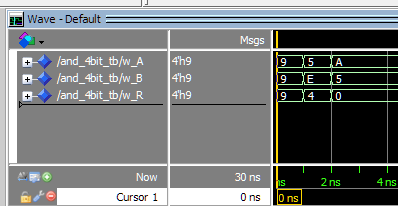 Wave - Default
Msgs
/and_4bit_tb/w_A 4'h9 9 5 A
/and_4bit_tb/w_B 4'h9 9 E 5
/and_4bit_tb/w_R 4'h9 9 4 0
Now 30 ns ns 2 ns 4 ns
Cursor 1 0 ns 0 ns